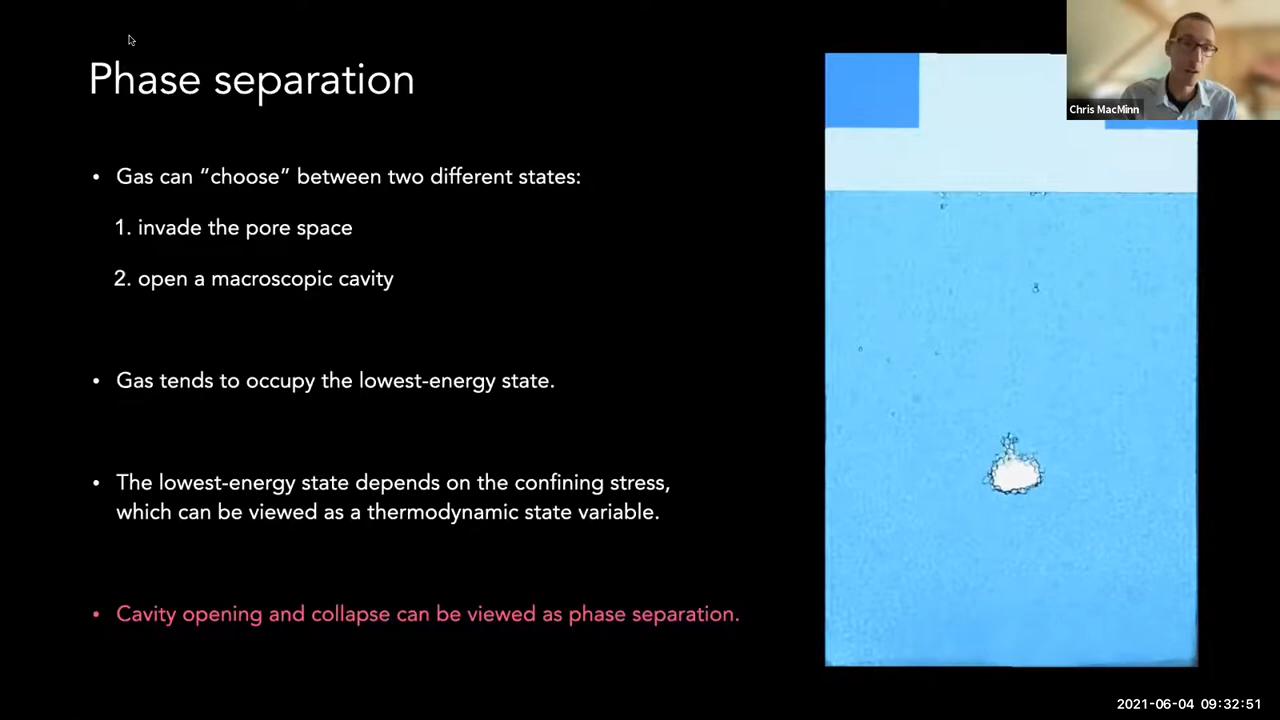 Phase separation
• Gas can “choose” between two different states:
1. invade the pore space
2. open a macroscopic cavity
• Gas tends to occupy the lowest-energy state.
• The lowest-energy state depends on the confining stress,
which can be viewed as a thermodynamic state variable.
• Cavity opening and collapse can be viewed as phase separation.
Chris MacMinn
2021-06-04 09:32:51